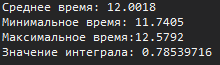 Среднее время: 12.0018
Минимальное время: 11.7405
Максимальное время:12.5792
Значение интеграла: 0.78539716